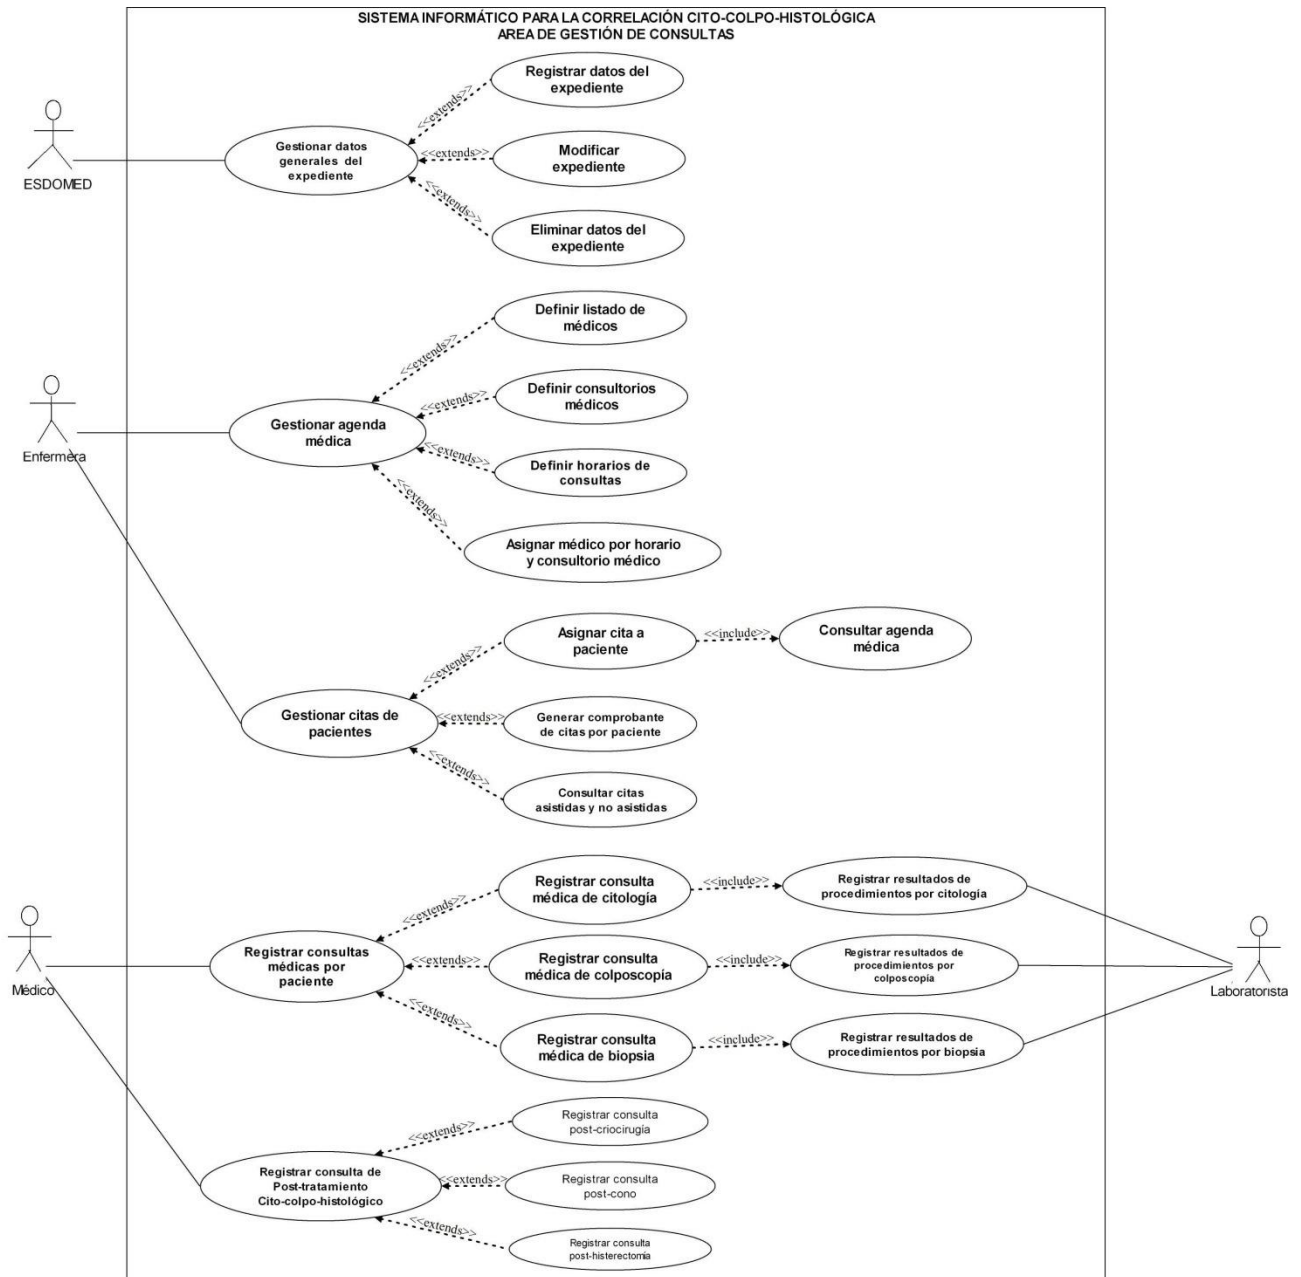 SISTEMA INFORMÁTICO PARA LA CORRELACIÓN CITO-COLPO-HISTOLÓGICA
AREA DE GESTIÓN DE CONSULTAS
Registrar datos del
expediente
<<extends>>
ESDOMED
Gestionar datos
generales del
expediente
<<extends>>
Modificar
expediente
<<extends>>
Eliminar datos del
expediente
Definir listado de
médicos
<<extends>>
Definir consultorios
médicos
<<extends>>
Enfermera
Gestionar agenda
médica
<<extends>>
Definir horarios de
consultas
<<extends>>
Asignar médico por horario
y consultorio médico
Asignar cita a
paciente
<<include>>
Consultar agenda
médica
<<extends>>
Gestionar citas de
pacientes
<<extends>>
Generar comprobante
de citas por paciente
<<extends>>
Consultar citas
asistidas y no asistidas
Registrar consulta
médica de citología
<<include>>
Registrar resultados de
procedimientos por citología
<<extends>>
Médico
Registrar consultas
médicas por
paciente
<<extends>>
Registrar consulta
médica de colposcopía
<<include>>
Registrar resultados de
procedimientos por
colposcopía
Laboratorista
<<extends>>
Registrar consulta
médica de biopsia
<<include>>
Registrar resultados de
procedimientos por biopsia
Registrar consulta
post-criocirugía
<<extends>>
Registrar consulta de
Post-tratamiento
Cito-colpo-histológico
<<extends>>
Registrar consulta
post-cono
<<extends>>
Registrar consulta
post-histerectomía